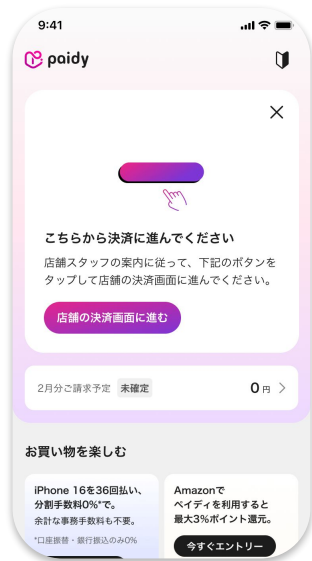 9:41
paidy
こちらから決済に進んでください
店舗スタッフの案内に従って、下記のボタンを
タップして店舗の決済画面に進んでください。
店舗の決済画面に進む
2月分ご請求予定 未確定 0 円
お買い物を楽しむ
iPhone 16を36回払い、
分割手数料0%*で。
余計な事務手数料も不要。
*口座振替・銀行振込のみ0%
Amazonで
ペイディを利用すると
最大3%ポイント還元。
今すぐエントリー